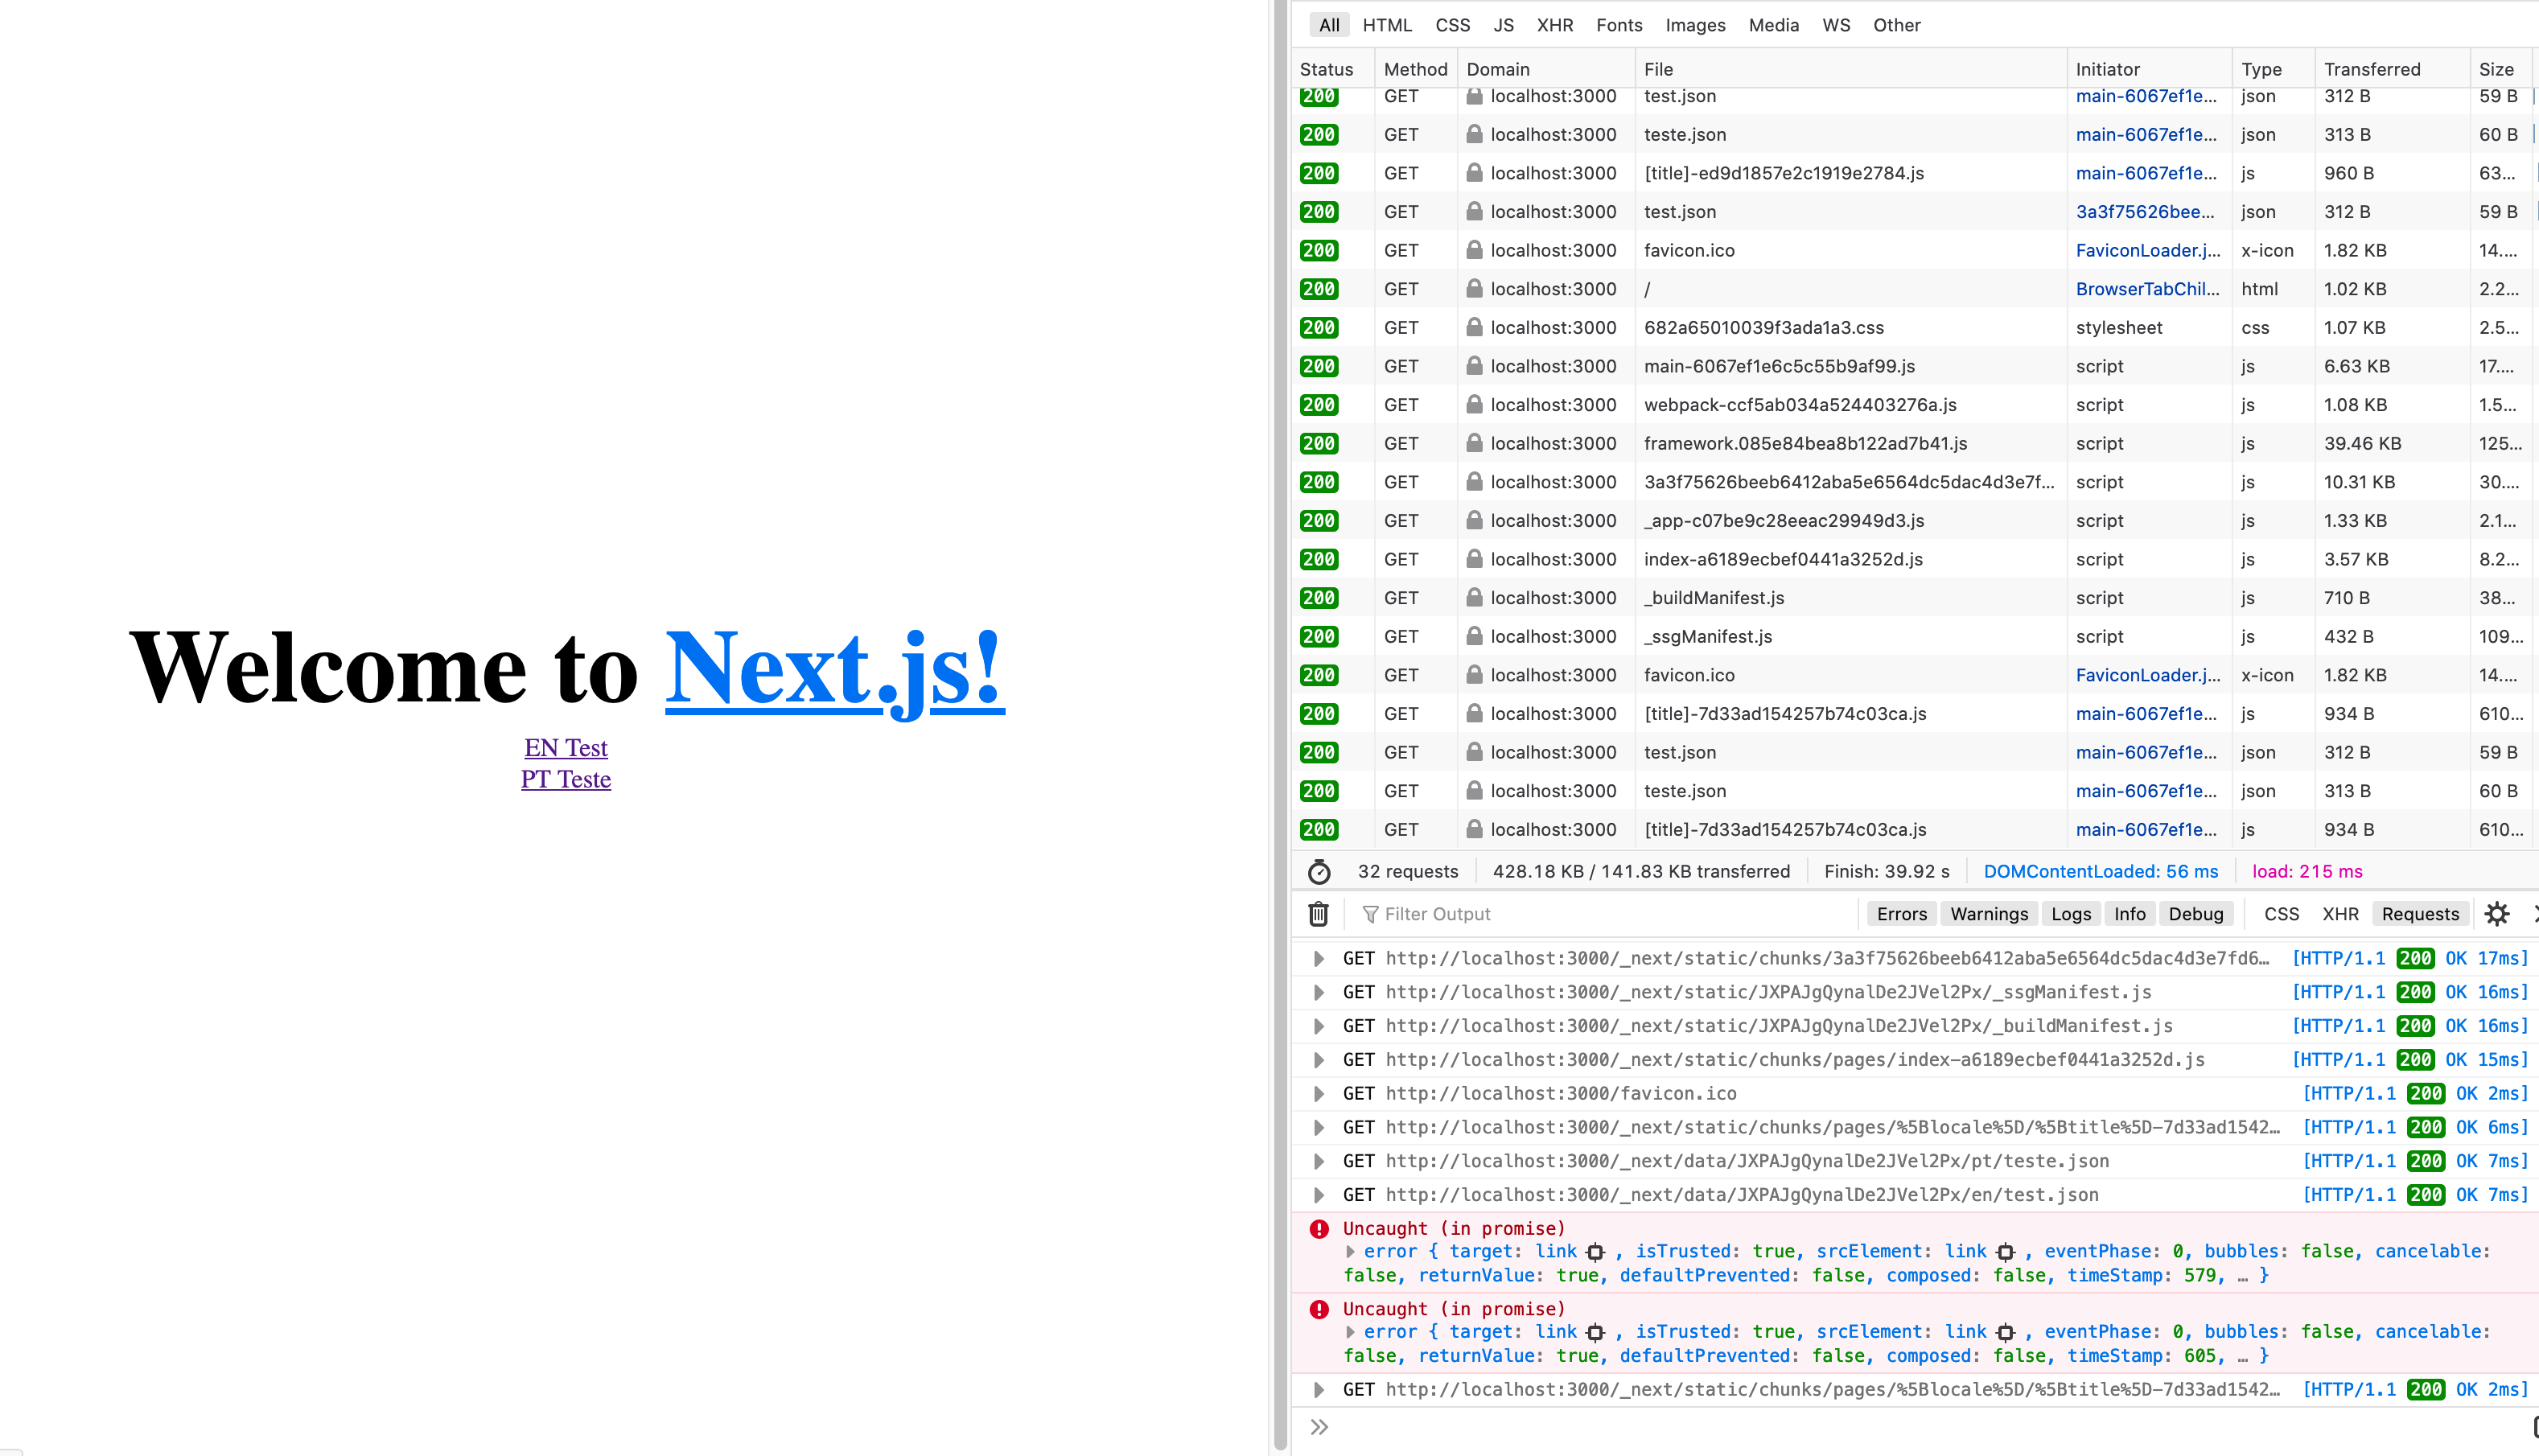 Welcome to Next.js!
EN Test
PT Teste
All HTML CSS JS XHR Fonts Images Media WS Other
Status Method Domain File Initiator Type Transferred Size
200 GET localhost:3000 test.json main-6067ef1e... json 312 B 59 B
200 GET localhost:3000 teste.json main-6067ef1e... json 313 B 60 B
200 GET localhost:3000 [title]-ed9d1857e2c1919e2784.js main-6067ef1e... js 960 B 63...
200 GET localhost:3000 test.json 3a3f75626bee... json 312 B 59 B
200 GET localhost:3000 favicon.ico FaviconLoader.j... x-icon 1.82 KB 14....
200 GET localhost:3000 / BrowserTabChil... html 1.02 KB 2.2...
200 GET localhost:3000 682a65010039f3ada1a3.css stylesheet css 1.07 KB 2.5...
200 GET localhost:3000 main-6067ef1e6c5c55b9af99.js script js 6.63 KB 17....
200 GET localhost:3000 webpack-ccf5ab034a524403276a.js script js 1.08 KB 1.5...
200 GET localhost:3000 framework.085e84bea8b122ad7b41.js script js 39.46 KB 125...
200 GET localhost:3000 3a3f75626beeb6412aba5e6564dc5dac4d3e7f... script js 10.31 KB 30....
200 GET localhost:3000 _app-c07be9c28eeac29949d3.js script js 1.33 KB 2.1...
200 GET localhost:3000 index-a6189ecbef0441a3252d.js script js 3.57 KB 8.2...
200 GET localhost:3000 _buildManifest.js script js 710 B 38...
200 GET localhost:3000 _ssgManifest.js script js 432 B 109...
200 GET localhost:3000 favicon.ico FaviconLoader.j... x-icon 1.82 KB 14....
200 GET localhost:3000 [title]-7d33ad154257b74c03ca.js main-6067ef1e... js 934 B 610...
200 GET localhost:3000 test.json main-6067ef1e... json 312 B 59 B
200 GET localhost:3000 teste.json main-6067ef1e... json 313 B 60 B
200 GET localhost:3000 [title]-7d33ad154257b74c03ca.js main-6067ef1e... js 934 B 610...
32 requests 428.18 KB / 141.83 KB transferred Finish: 39.92 s DOMContentLoaded: 56 ms load: 215 ms
Filter Output Errors Warnings Logs Info Debug CSS XHR Requests
GET http://localhost:3000/_next/static/chunks/3a3f75626beeb6412aba5e6564dc5dac4d3e7fd6… [HTTP/1.1 200 OK 17ms]
GET http://localhost:3000/_next/static/JXPAJgQynalDe2JVel2Px/_ssgManifest.js [HTTP/1.1 200 OK 16ms]
GET http://localhost:3000/_next/static/JXPAJgQynalDe2JVel2Px/_buildManifest.js [HTTP/1.1 200 OK 16ms]
GET http://localhost:3000/_next/static/chunks/pages/index-a6189ecbef0441a3252d.js [HTTP/1.1 200 OK 15ms]
GET http://localhost:3000/favicon.ico [HTTP/1.1 200 OK 2ms]
GET http://localhost:3000/_next/static/chunks/pages/%5Blocale%5D/%5Btitle%5D-7d33ad1542… [HTTP/1.1 200 OK 6ms]
GET http://localhost:3000/_next/data/JXPAJgQynalDe2JVel2Px/pt/teste.json [HTTP/1.1 200 OK 7ms]
GET http://localhost:3000/_next/data/JXPAJgQynalDe2JVel2Px/en/test.json [HTTP/1.1 200 OK 7ms]
Uncaught (in promise)
error { target: link , isTrusted: true, srcElement: link , eventPhase: 0, bubbles: false, cancelable:
false, returnValue: true, defaultPrevented: false, composed: false, timeStamp: 579, … }
Uncaught (in promise)
error { target: link , isTrusted: true, srcElement: link , eventPhase: 0, bubbles: false, cancelable:
false, returnValue: true, defaultPrevented: false, composed: false, timeStamp: 605, … }
GET http://localhost:3000/_next/static/chunks/pages/%5Blocale%5D/%5Btitle%5D-7d33ad1542… [HTTP/1.1 200 OK 2ms]